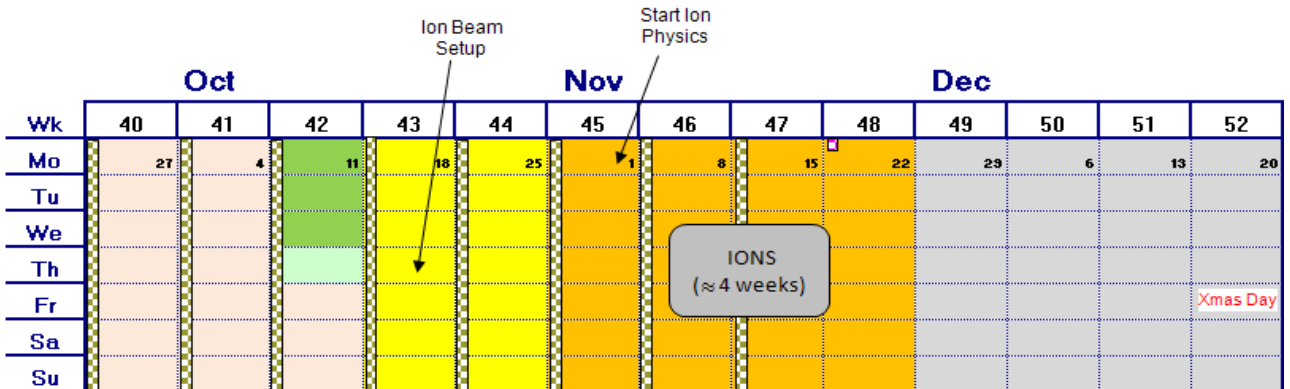 Ion Beam
Setup
Start Ion
Physics
Oct Nov Dec
Wk 40 41 42 43 44 45 46 47 48 49 50 51 52
Mo 27 4 11 18 25 1 8 15 22 29 6 13 20
Tu
We
Th
IONS
(≈ 4 weeks)
Fr Xmas Day
Sa
Su